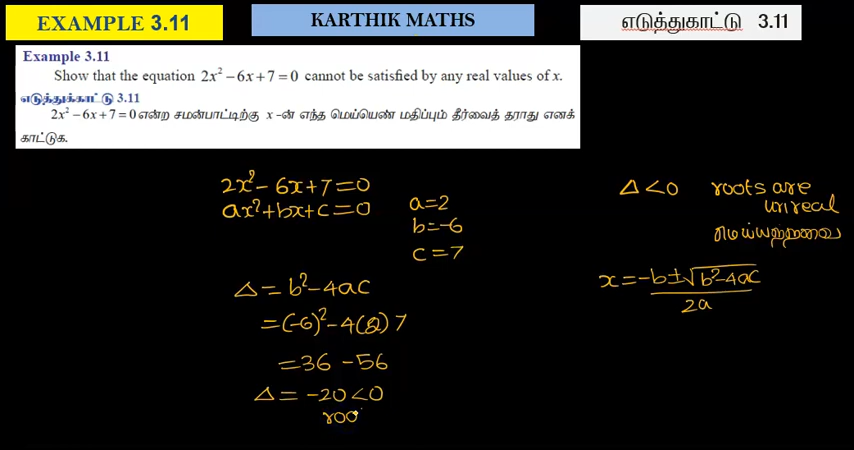 EXAMPLE 3.11
KARTHIK MATHS
எடுத்துகாட்டு 3.11
Example 3.11
Show that the equation 2x² − 6x + 7 = 0 cannot be satisfied by any real values of x.
எடுத்துக்காட்டு 3.11
2x² − 6x + 7 = 0 என்ற சமன்பாட்டிற்கு x -ன் எந்த மெய்யெண் மதிப்பும் தீர்வைத் தராது எனக்
காட்டுக.
2x² − 6x + 7 = 0
ax² + bx + c = 0
a = 2
b = −6
c = 7
Δ = b² − 4ac
= (−6)² − 4(2)7
= 36 − 56
Δ = −20 < 0
roo
Δ < 0 roots are
unreal
மெய்யற்றவை
x = −b ± √b² − 4ac
2a